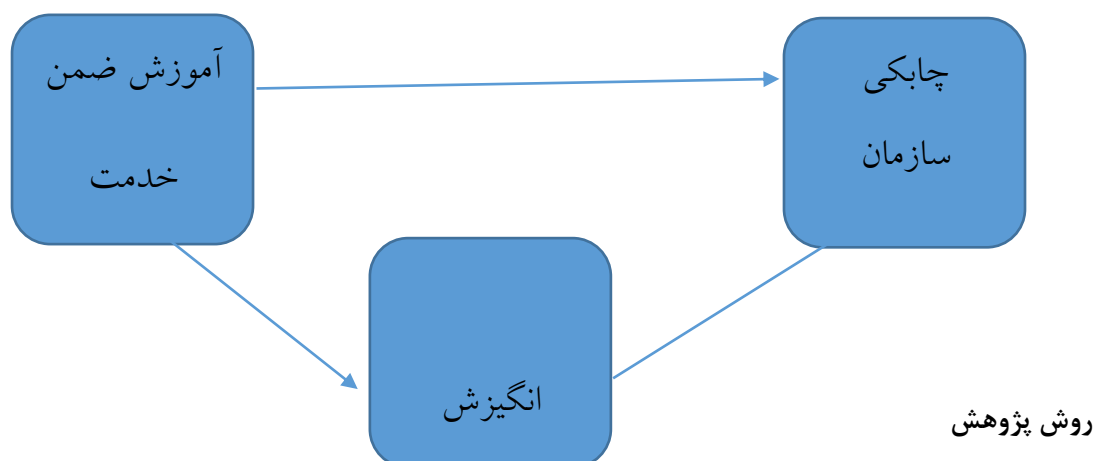 آموزش ضمن
خدمت
چابکی
سازمان
انگیزش
روش پژوهش